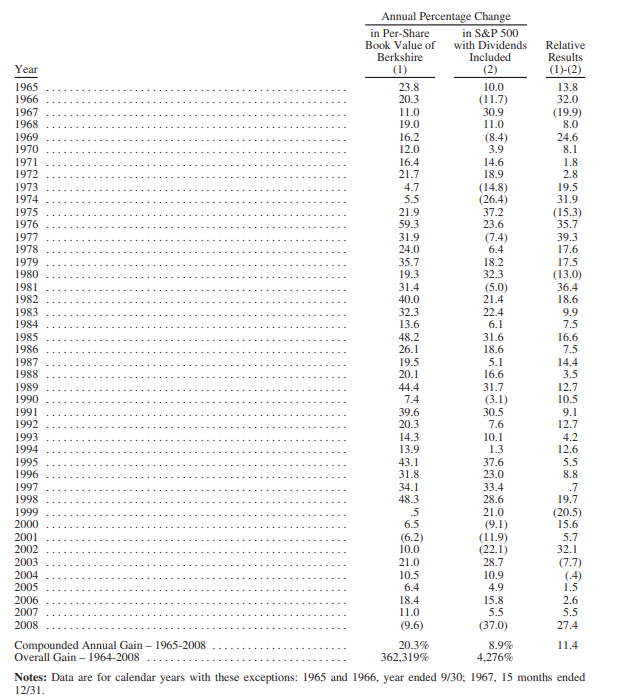 Annual Percentage Change
in Per-Share in S&P 500
Book Value of with Dividends Relative
Berkshire Included Results
Year (1) (2) (1)-(2)
1965 23.8 10.0 13.8
1966 20.3 (11.7) 32.0
1967 11.0 30.9 (19.9)
1968 19.0 11.0 8.0
1969 16.2 (8.4) 24.6
1970 12.0 3.9 8.1
1971 16.4 14.6 1.8
1972 21.7 18.9 2.8
1973 4.7 (14.8) 19.5
1974 5.5 (26.4) 31.9
1975 21.9 37.2 (15.3)
1976 59.3 23.6 35.7
1977 31.9 (7.4) 39.3
1978 24.0 6.4 17.6
1979 35.7 18.2 17.5
1980 19.3 32.3 (13.0)
1981 31.4 (5.0) 36.4
1982 40.0 21.4 18.6
1983 32.3 22.4 9.9
1984 13.6 6.1 7.5
1985 48.2 31.6 16.6
1986 26.1 18.6 7.5
1987 19.5 5.1 14.4
1988 20.1 16.6 3.5
1989 44.4 31.7 12.7
1990 7.4 (3.1) 10.5
1991 39.6 30.5 9.1
1992 20.3 7.6 12.7
1993 14.3 10.1 4.2
1994 13.9 1.3 12.6
1995 43.1 37.6 5.5
1996 31.8 23.0 8.8
1997 34.1 33.4 .7
1998 48.3 28.6 19.7
1999 .5 21.0 (20.5)
2000 6.5 (9.1) 15.6
2001 (6.2) (11.9) 5.7
2002 10.0 (22.1) 32.1
2003 21.0 28.7 (7.7)
2004 10.5 10.9 (.4)
2005 6.4 4.9 1.5
2006 18.4 15.8 2.6
2007 11.0 5.5 5.5
2008 (9.6) (37.0) 27.4
Compounded Annual Gain – 1965-2008 20.3% 8.9% 11.4
Overall Gain – 1964-2008 362,319% 4,276%
Notes: Data are for calendar years with these exceptions: 1965 and 1966, year ended 9/30; 1967, 15 months ended
12/31.